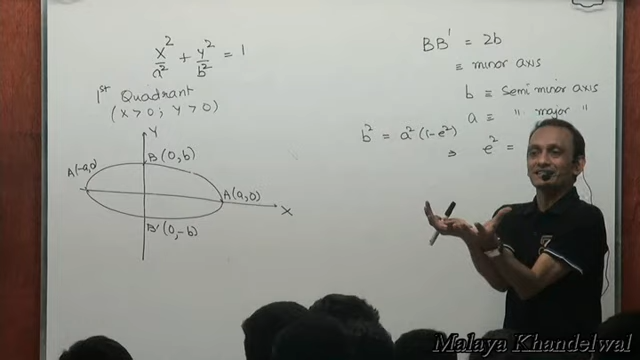 x²/a² + y²/b² = 1
1st Quadrant
(x > 0; y > 0)
Y
B(0, b)
A'(-a, 0)
A(a, 0)
X
B'(0, -b)
BB' = 2b
≡ minor axis
b ≡ semi minor axis
a ≡ " major "
b² = a²(1-e²)
⇒ e² =
Malaya Khandelwal